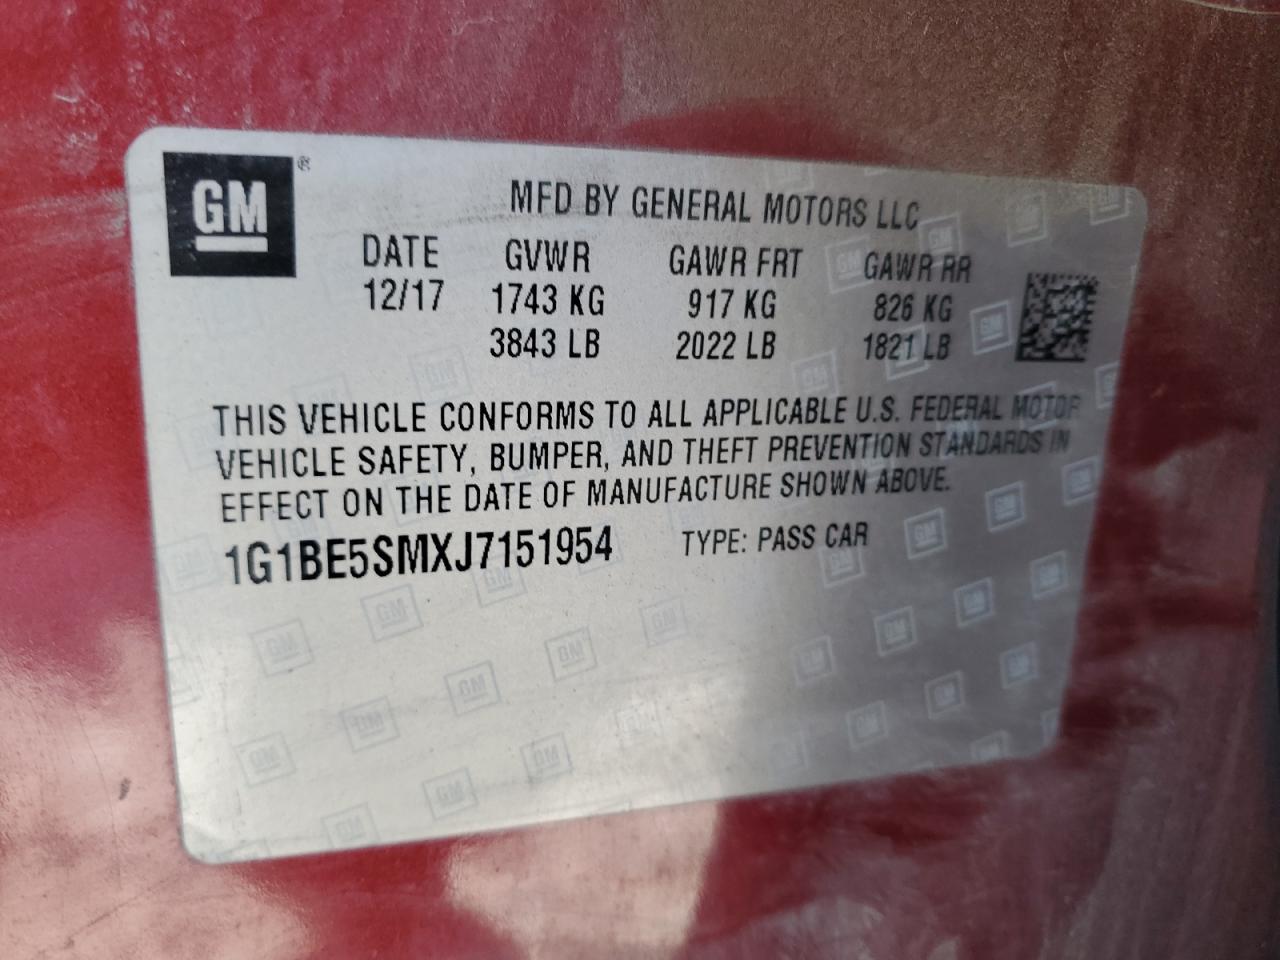 GM®
MFD BY GENERAL MOTORS LLC
DATE GVWR GAWR FRT GAWR RR
12/17 1743 KG 917 KG 826 KG
3843 LB 2022 LB 1821 LB
THIS VEHICLE CONFORMS TO ALL APPLICABLE U.S. FEDERAL MOTOR
VEHICLE SAFETY, BUMPER, AND THEFT PREVENTION STANDARDS IN
EFFECT ON THE DATE OF MANUFACTURE SHOWN ABOVE.
1G1BE5SMXJ7151954 TYPE: PASS CAR